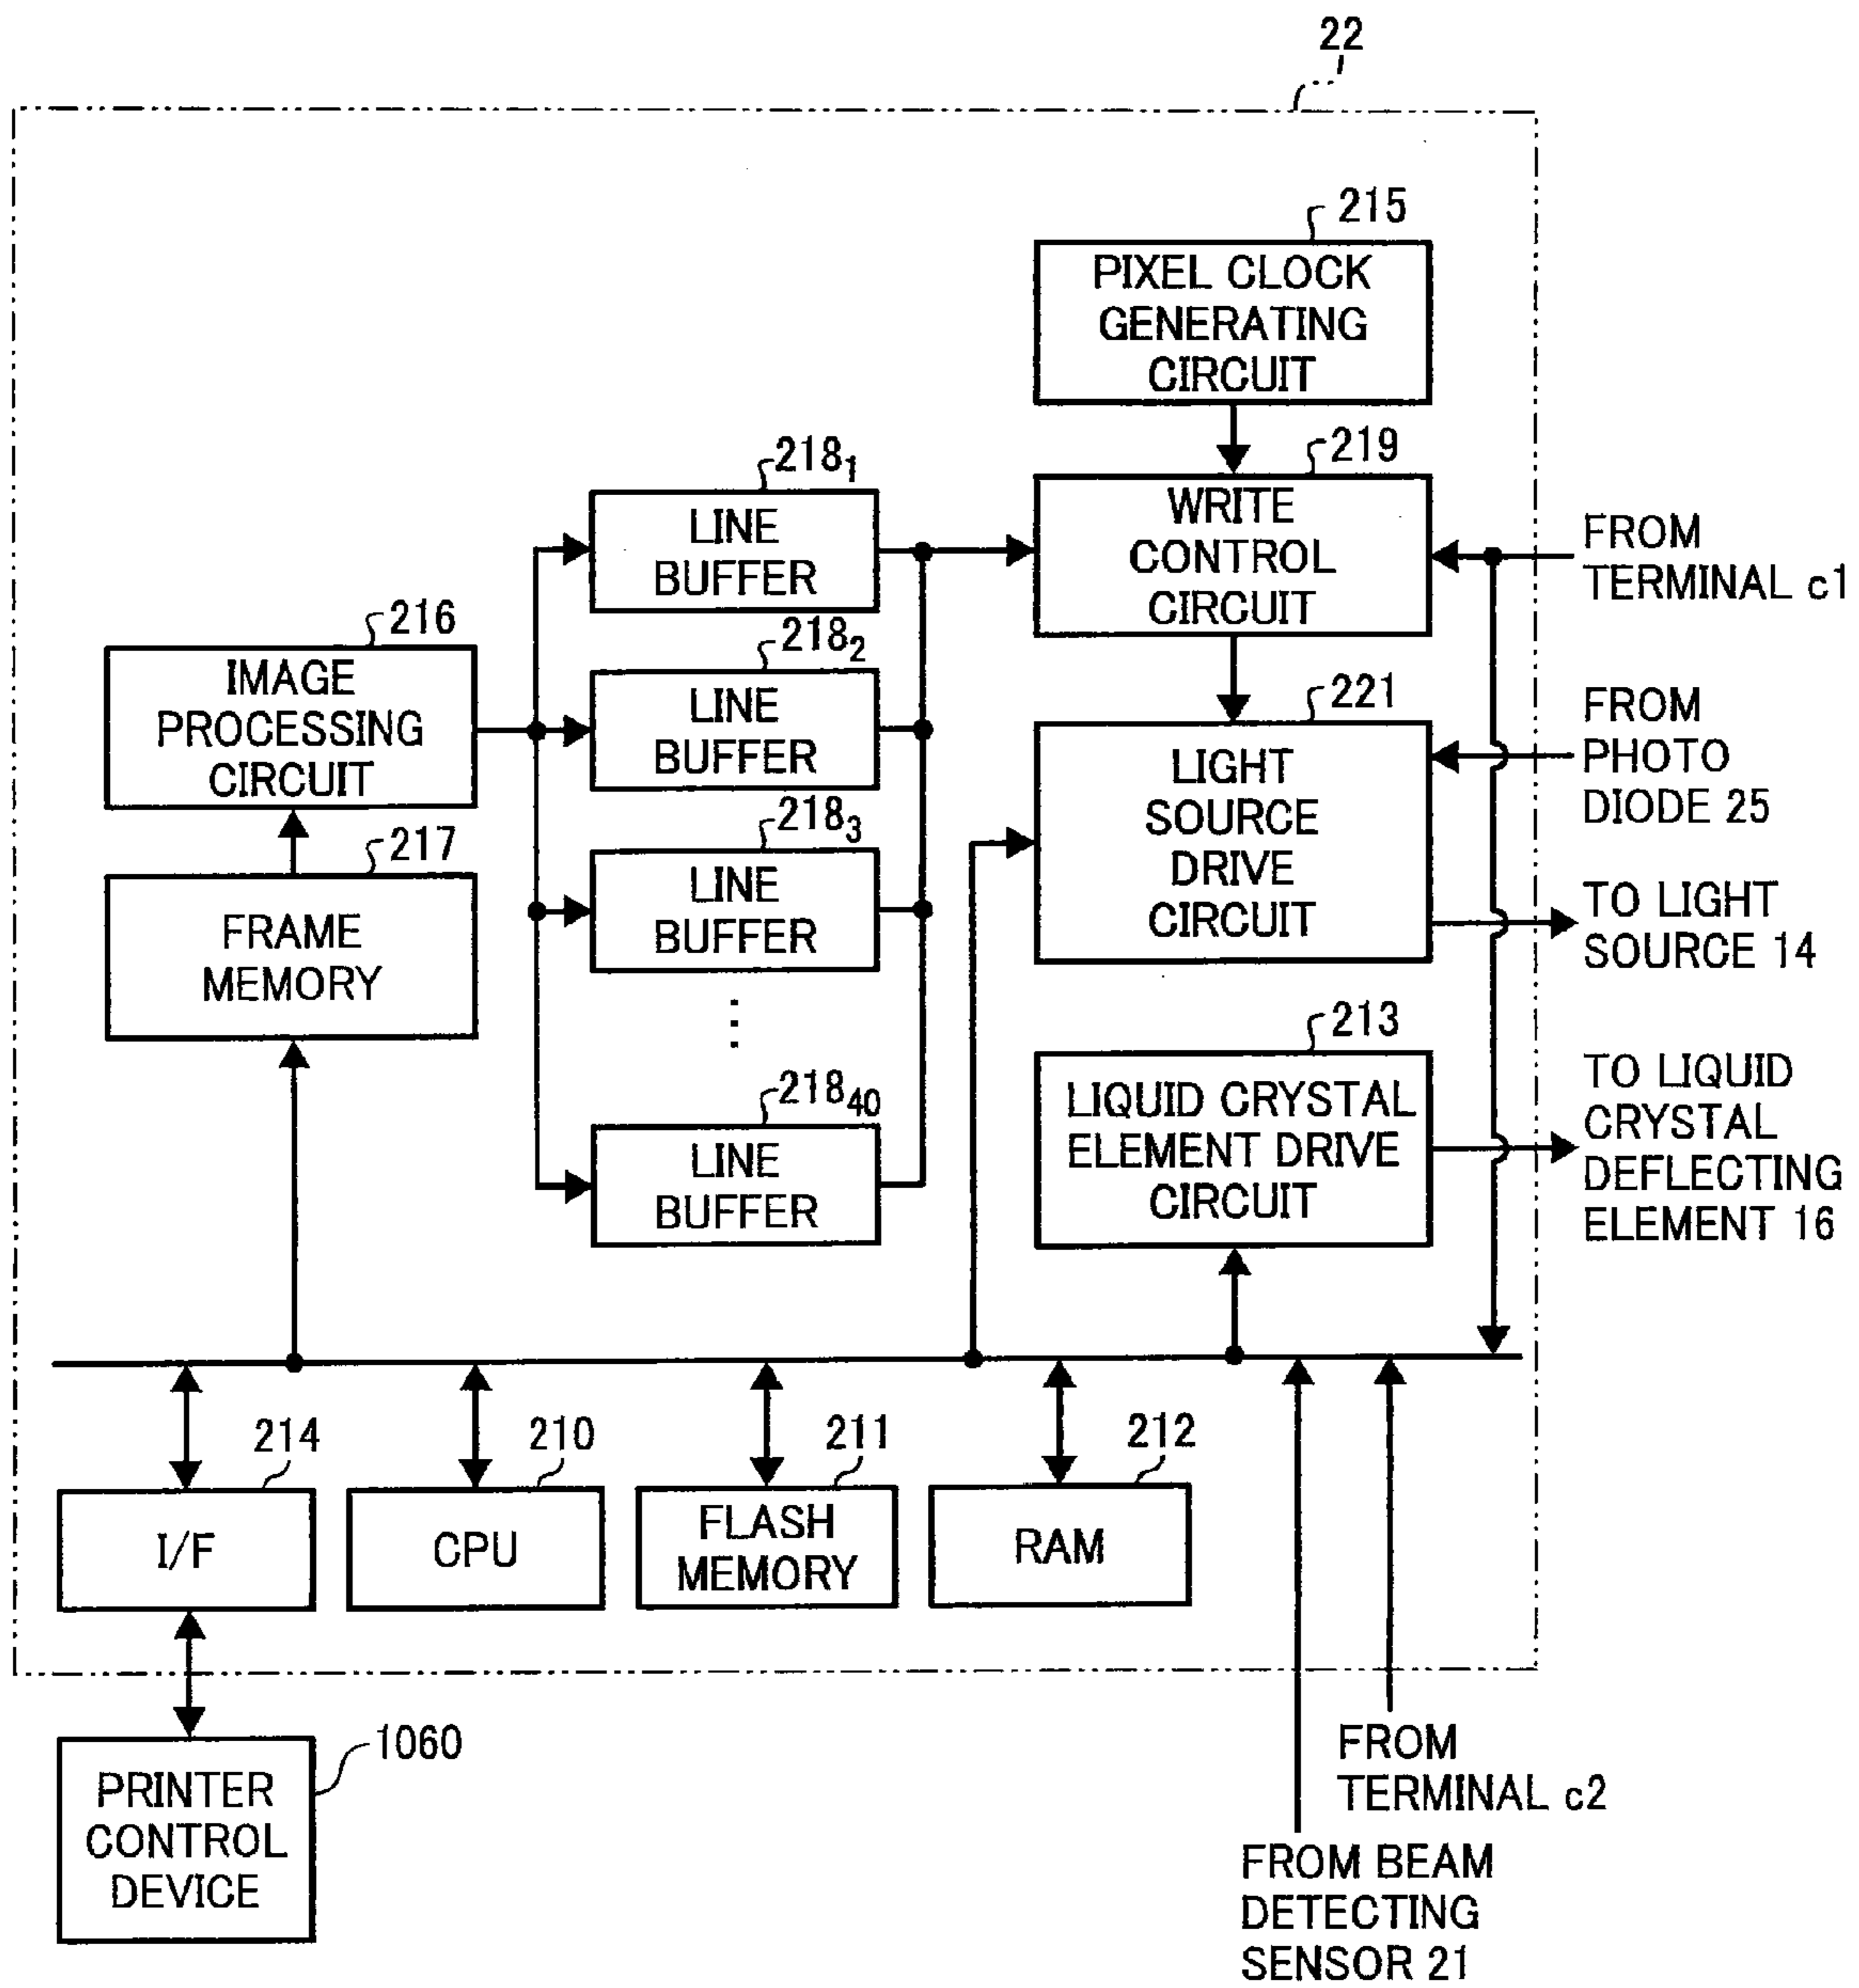 22
215
PIXEL CLOCK
GENERATING
CIRCUIT
219
WRITE
CONTROL
CIRCUIT
FROM
TERMINAL c1
218₁
LINE
BUFFER
216
IMAGE
PROCESSING
CIRCUIT
218₂
LINE
BUFFER
221
LIGHT
SOURCE
DRIVE
CIRCUIT
FROM
PHOTO
DIODE 25
217
FRAME
MEMORY
218₃
LINE
BUFFER
TO LIGHT
SOURCE 14
213
LIQUID CRYSTAL
ELEMENT DRIVE
CIRCUIT
TO LIQUID
CRYSTAL
DEFLECTING
ELEMENT 16
218₄₀
LINE
BUFFER
214
I/F
210
CPU
211
FLASH
MEMORY
212
RAM
1060
PRINTER
CONTROL
DEVICE
FROM
TERMINAL c2
FROM BEAM
DETECTING
SENSOR 21